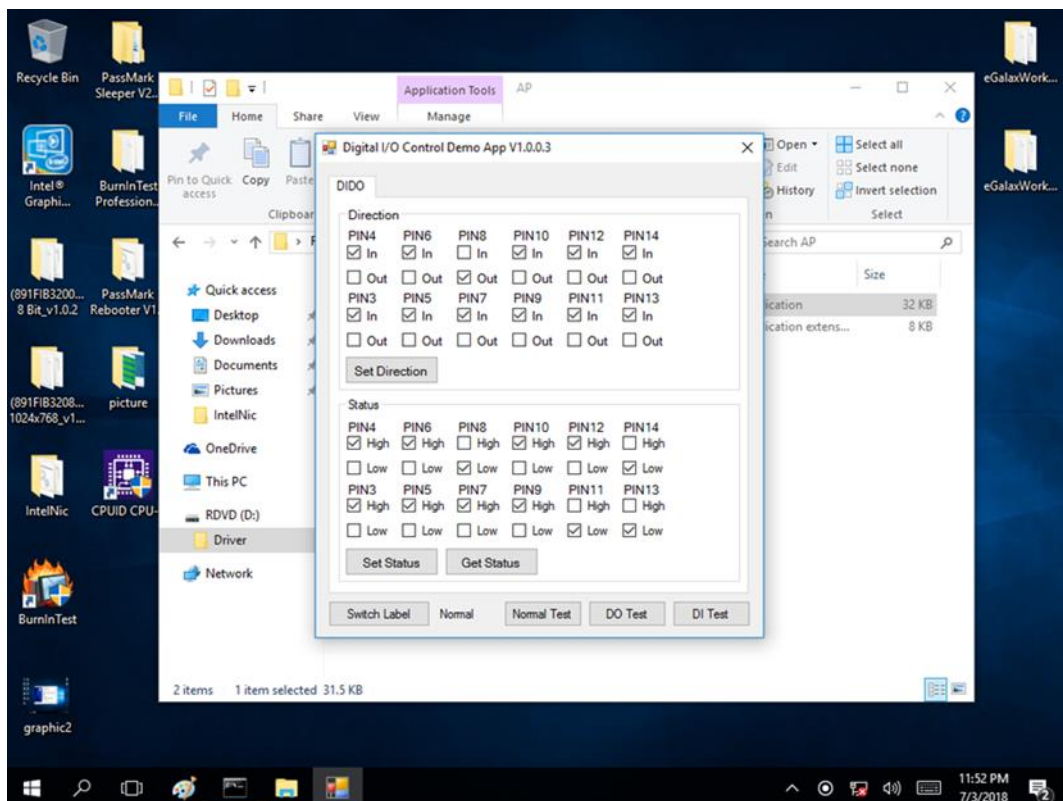 Recycle Bin
PassMark
Sleeper V2...
eGalaxWork...
Intel®
Graphi...
BurnInTest
Profession...
eGalaxWork...
(891FIB3200...
8 Bit_v1.0.2
PassMark
Rebooter V1
(891FIB3208...
1024x768_v1...
picture
IntelNic
CPUID CPU-
BurnInTest
graphic2
Application Tools
AP
File
Home
Share
View
Manage
Pin to Quick
access
Copy
Paste
Clipboar
Open
Edit
History
n
Select all
Select none
Invert selection
Select
Search AP
Size
ication
32 KB
ication extens...
8 KB
Quick access
Desktop
Downloads
Documents
Pictures
IntelNic
OneDrive
This PC
RDVD (D:)
Driver
Network
2 items 1 item selected 31.5 KB
Digital I/O Control Demo App V1.0.0.3
DIDO
Direction
PIN4 PIN6 PIN8 PIN10 PIN12 PIN14
In In In In In In
Out Out Out Out Out Out
PIN3 PIN5 PIN7 PIN9 PIN11 PIN13
In In In In In In
Out Out Out Out Out Out
Set Direction
Status
PIN4 PIN6 PIN8 PIN10 PIN12 PIN14
High High High High High High
Low Low Low Low Low Low
PIN3 PIN5 PIN7 PIN9 PIN11 PIN13
High High High High High High
Low Low Low Low Low Low
Set Status Get Status
Switch Label Normal Normal Test DO Test DI Test
11:52 PM
7/3/2018
2